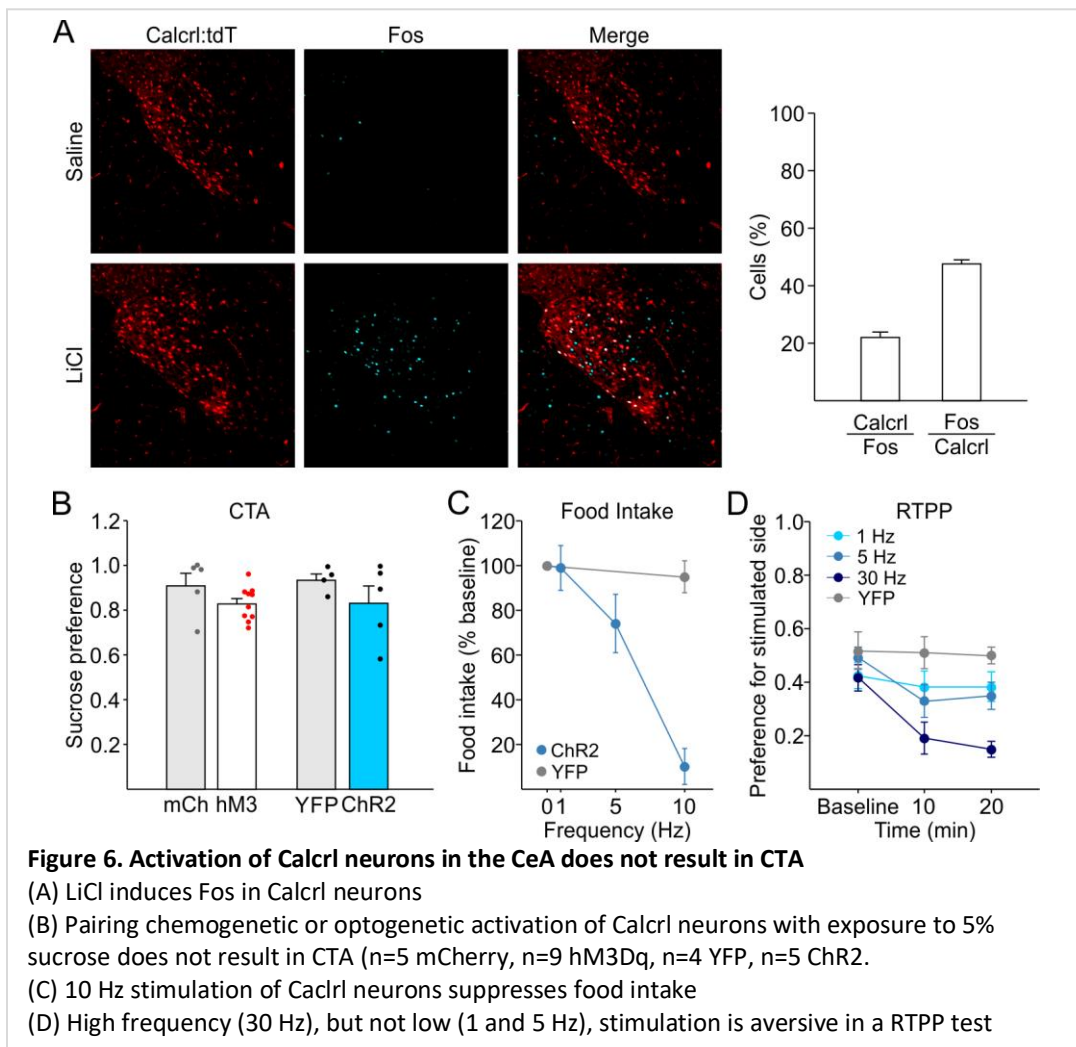 A
Calcrl:tdT Fos Merge
Saline
LiCl
Cells (%)
100
80
60
40
20
Calcrl
Fos
Fos
Calcrl
B
CTA
Sucrose preference
1.2
1.0
0.8
0.6
0.4
0.2
mCh hM3 YFP ChR2
C
Food Intake
Food intake (% baseline)
120
100
80
60
40
20
ChR2
YFP
0 1 5 10
Frequency (Hz)
D
RTPP
Preference for stimulated side
1.0
0.8
0.6
0.4
0.2
1 Hz
5 Hz
30 Hz
YFP
Baseline 10 20
Time (min)
Figure 6. Activation of Calcrl neurons in the CeA does not result in CTA
(A) LiCl induces Fos in Calcrl neurons
(B) Pairing chemogenetic or optogenetic activation of Calcrl neurons with exposure to 5%
sucrose does not result in CTA (n=5 mCherry, n=9 hM3Dq, n=4 YFP, n=5 ChR2.
(C) 10 Hz stimulation of Caclrl neurons suppresses food intake
(D) High frequency (30 Hz), but not low (1 and 5 Hz), stimulation is aversive in a RTPP test